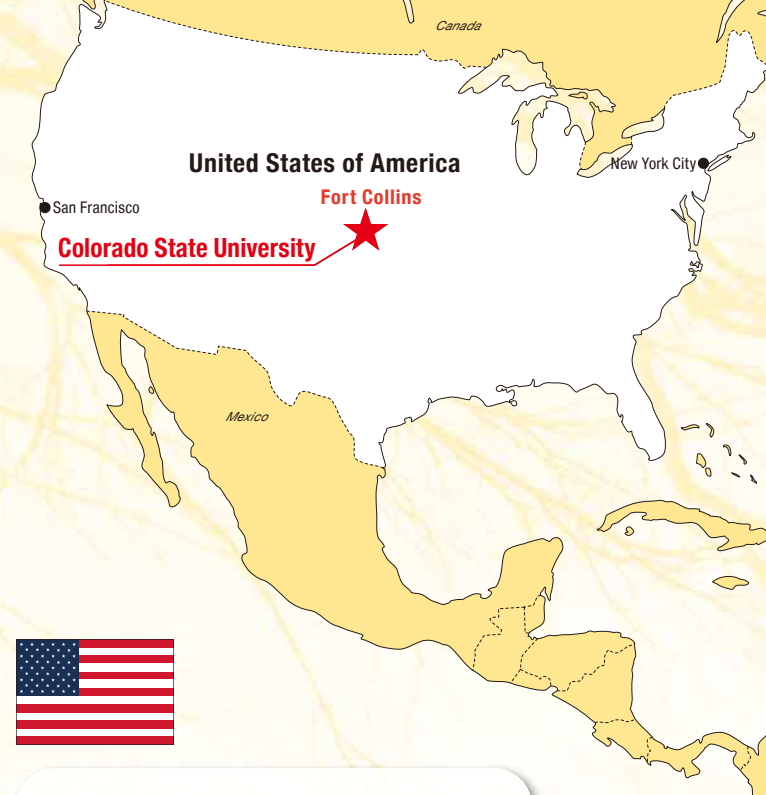 Canada
United States of America
New York City
Fort Collins
San Francisco
Colorado State University
Mexico